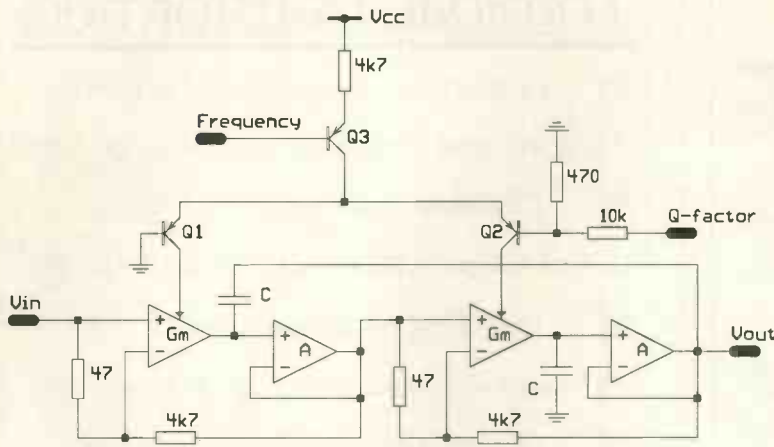 Vcc
4k7
Frequency
Q3
470
10k
Q-factor
Q1
Q2
C
Vin
+
Gm
-
+
A
-
+
Gm
-
+
A
-
Vout
47
47
C
4k7
4k7